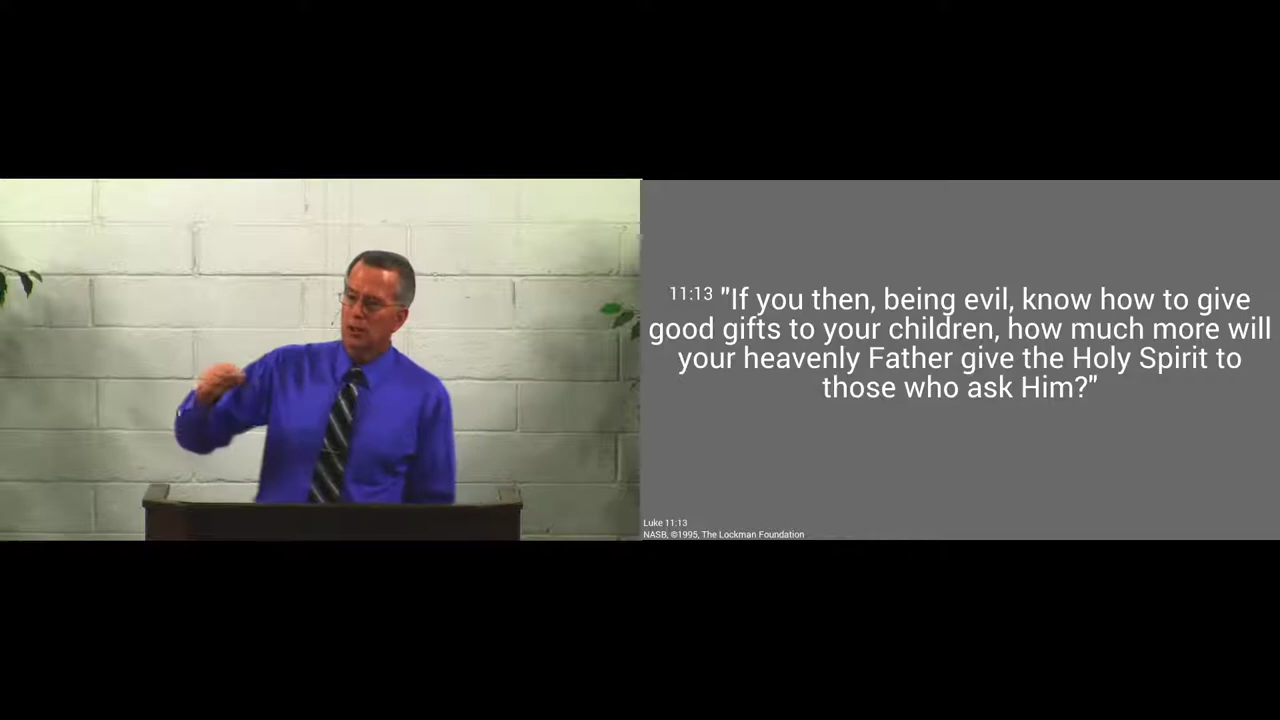 11:13 "If you then, being evil, know how to give
good gifts to your children, how much more will
your heavenly Father give the Holy Spirit to
those who ask Him?"
Luke 11:13
NASB, ©1995, The Lockman Foundation